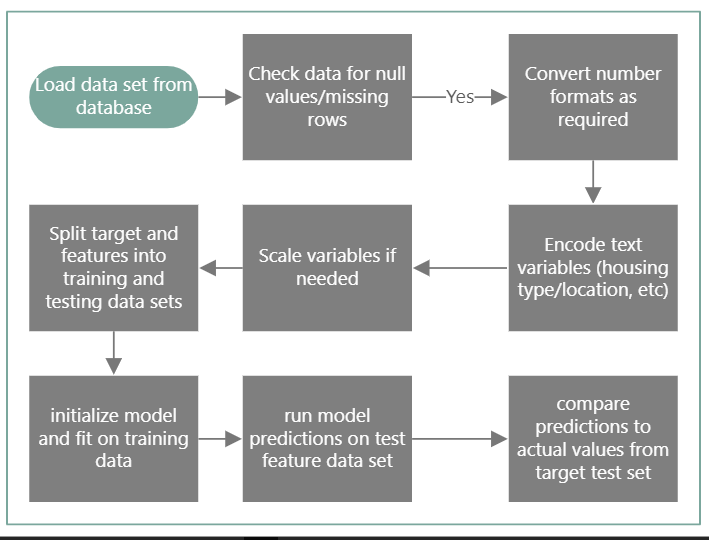 Load data set from
database
Check data for null
values/missing
rows
Yes
Convert number
formats as
required
Encode text
variables (housing
type/location, etc)
Scale variables if
needed
Split target and
features into
training and
testing data sets
initialize model
and fit on training
data
run model
predictions on test
feature data set
compare
predictions to
actual values from
target test set